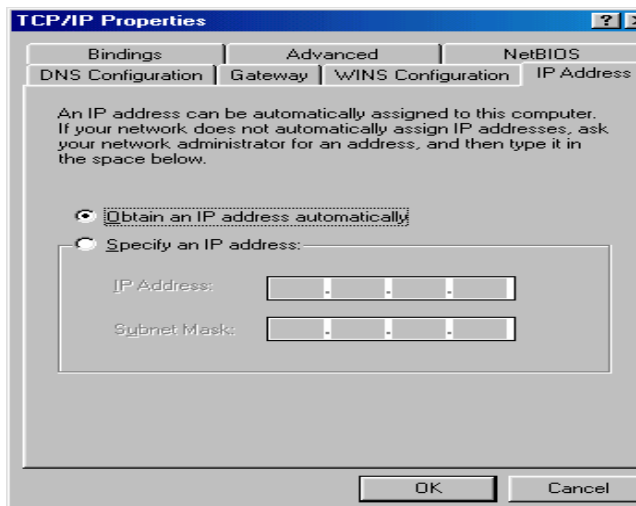 TCP/IP Properties
Bindings Advanced NetBIOS
DNS Configuration Gateway WINS Configuration IP Address
An IP address can be automatically assigned to this computer.
If your network does not automatically assign IP addresses, ask
your network administrator for an address, and then type it in
the space below.
Obtain an IP address automatically
Specify an IP address:
IP Address:
. . .
Subnet Mask:
. . .
OK Cancel